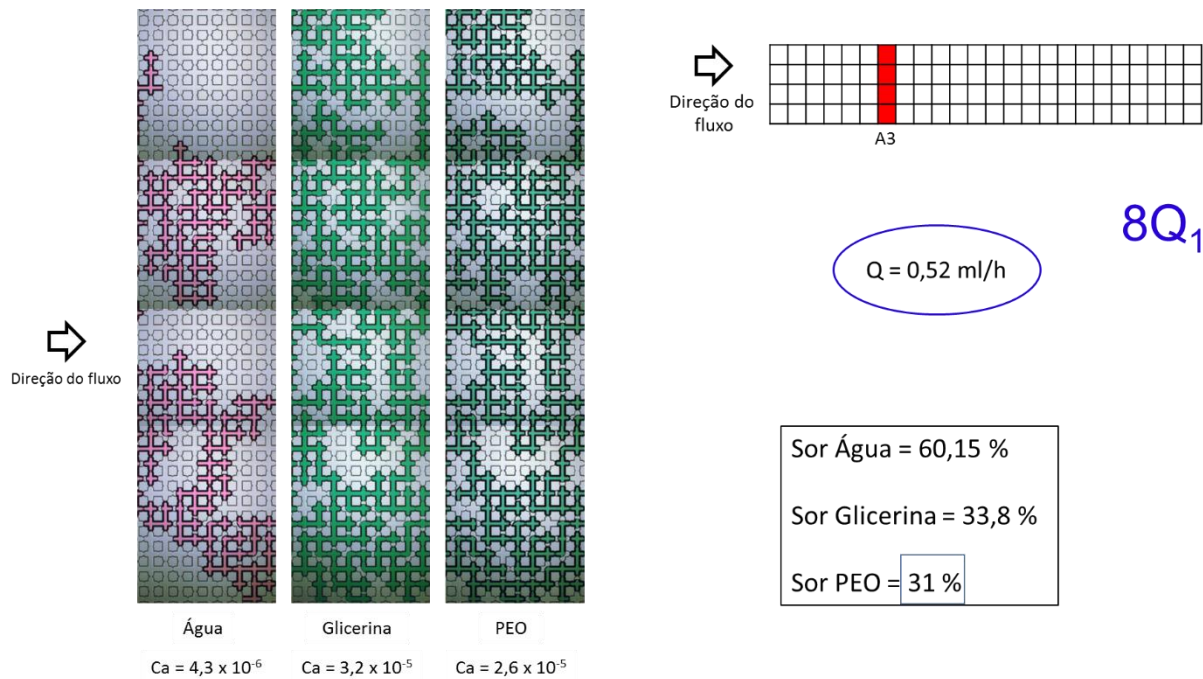 Direção do fluxo
Água
Ca = 4,3 x 10⁻⁶
Glicerina
Ca = 3,2 x 10⁻⁵
PEO
Ca = 2,6 x 10⁻⁵
Direção do
fluxo
A3
8Q₁
Q = 0,52 ml/h
Sor Água = 60,15 %
Sor Glicerina = 33,8 %
Sor PEO = 31 %